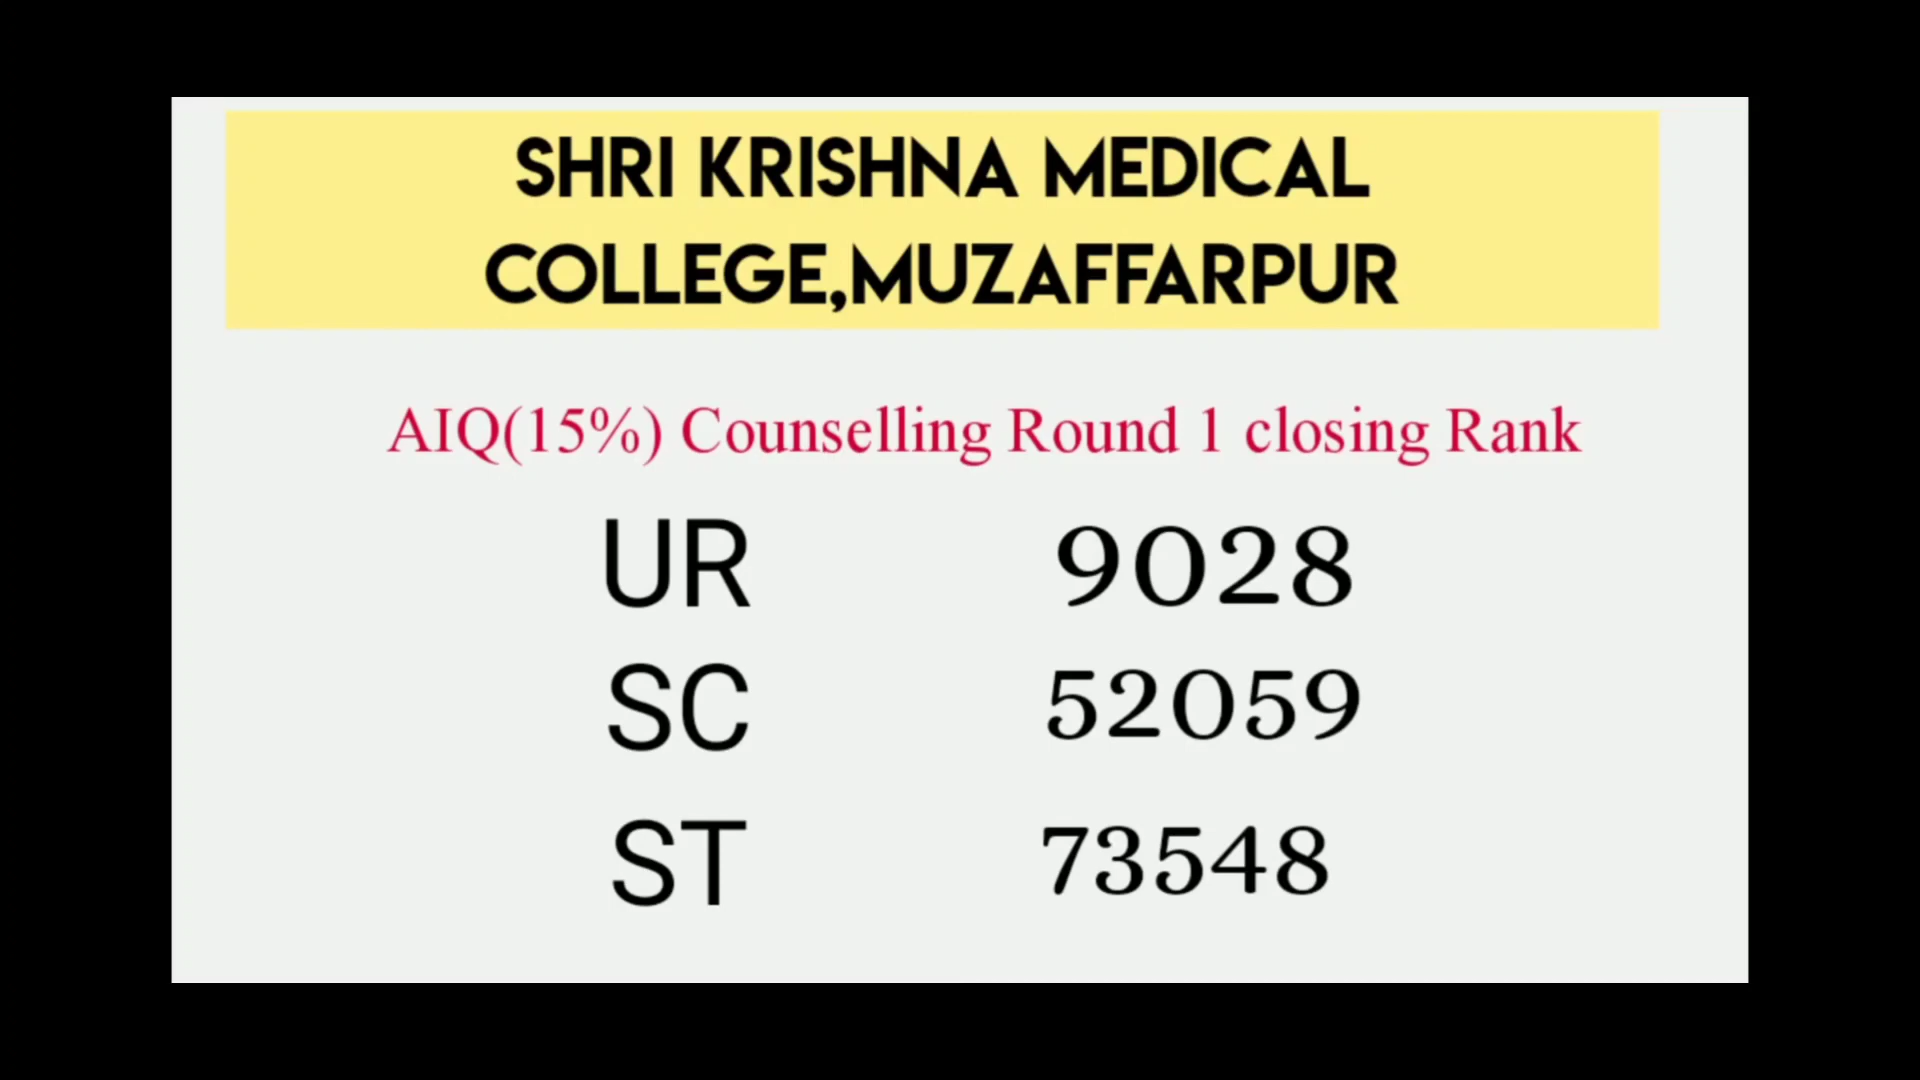 SHRI KRISHNA MEDICAL
COLLEGE,MUZAFFARPUR
AIQ(15%) Counselling Round 1 closing Rank
UR 9028
SC 52059
ST 73548